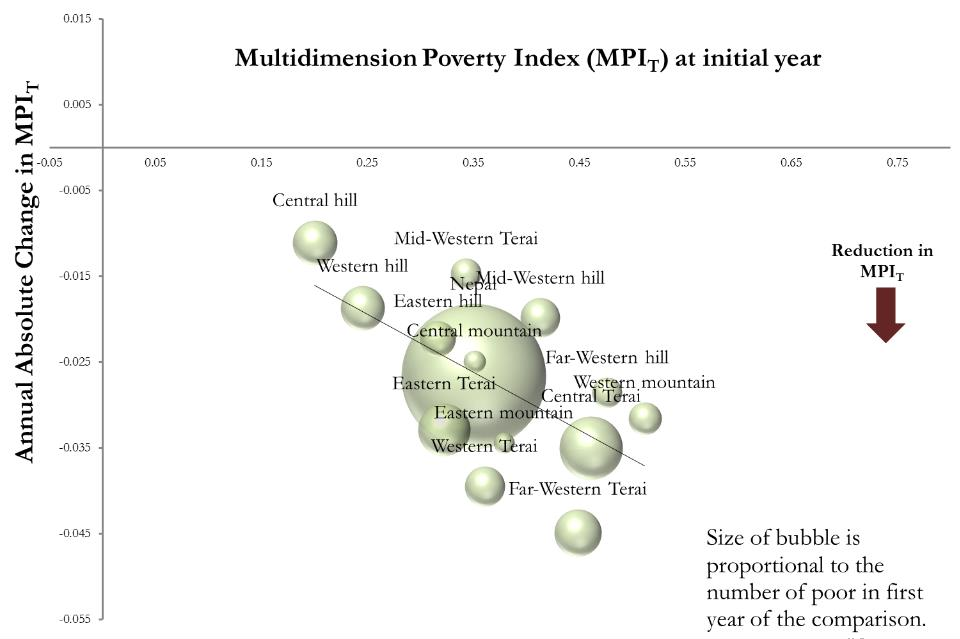 0.015
Multidimension Poverty Index (MPIT) at initial year
Annual Absolute Change in MPIT
0.005
-0.05 0.05 0.15 0.25 0.35 0.45 0.55 0.65 0.75
-0.005
Central hill
Mid-Western Terai
Reduction in
MPIT
Western hill
-0.015
Nepal
Mid-Western hill
Eastern hill
Central mountain
Far-Western hill
-0.025
Eastern Terai
Western mountain
Central Terai
Eastern mountain
-0.035
Western Terai
Far-Western Terai
-0.045
Size of bubble is
proportional to the
number of poor in first
year of the comparison.
-0.055